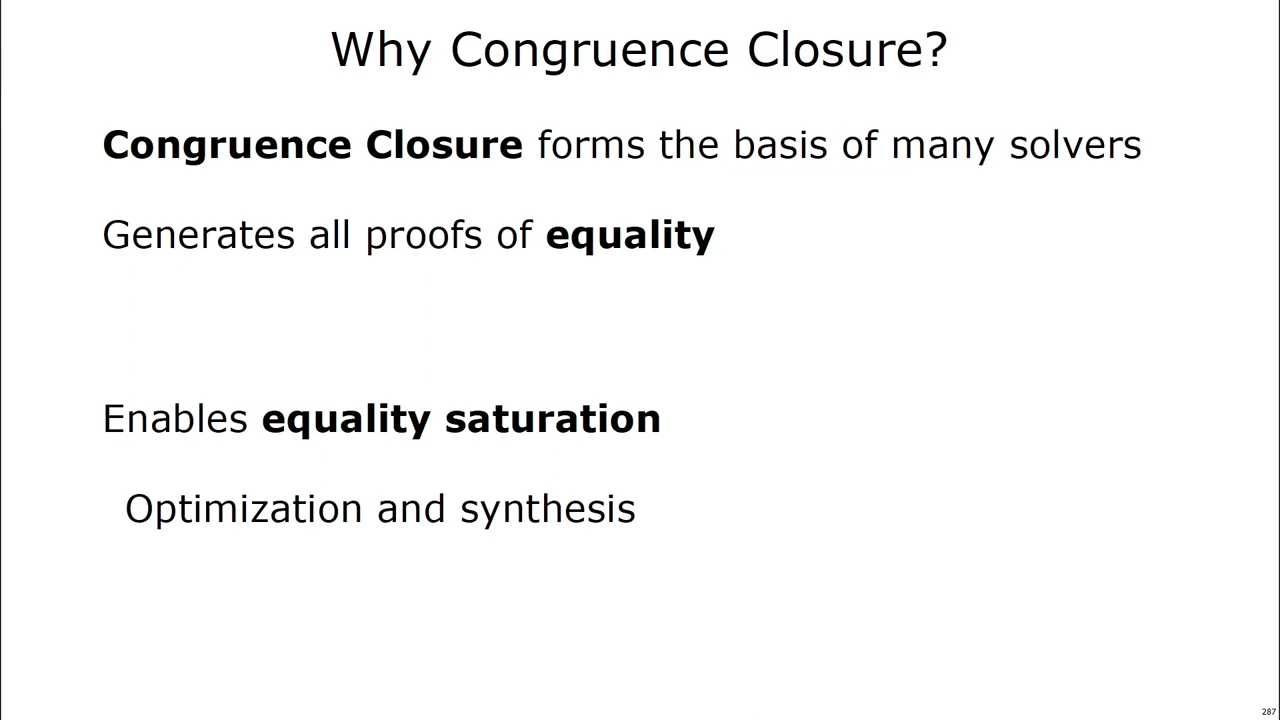 Why Congruence Closure?
Congruence Closure forms the basis of many solvers
Generates all proofs of equality
Enables equality saturation
Optimization and synthesis
287